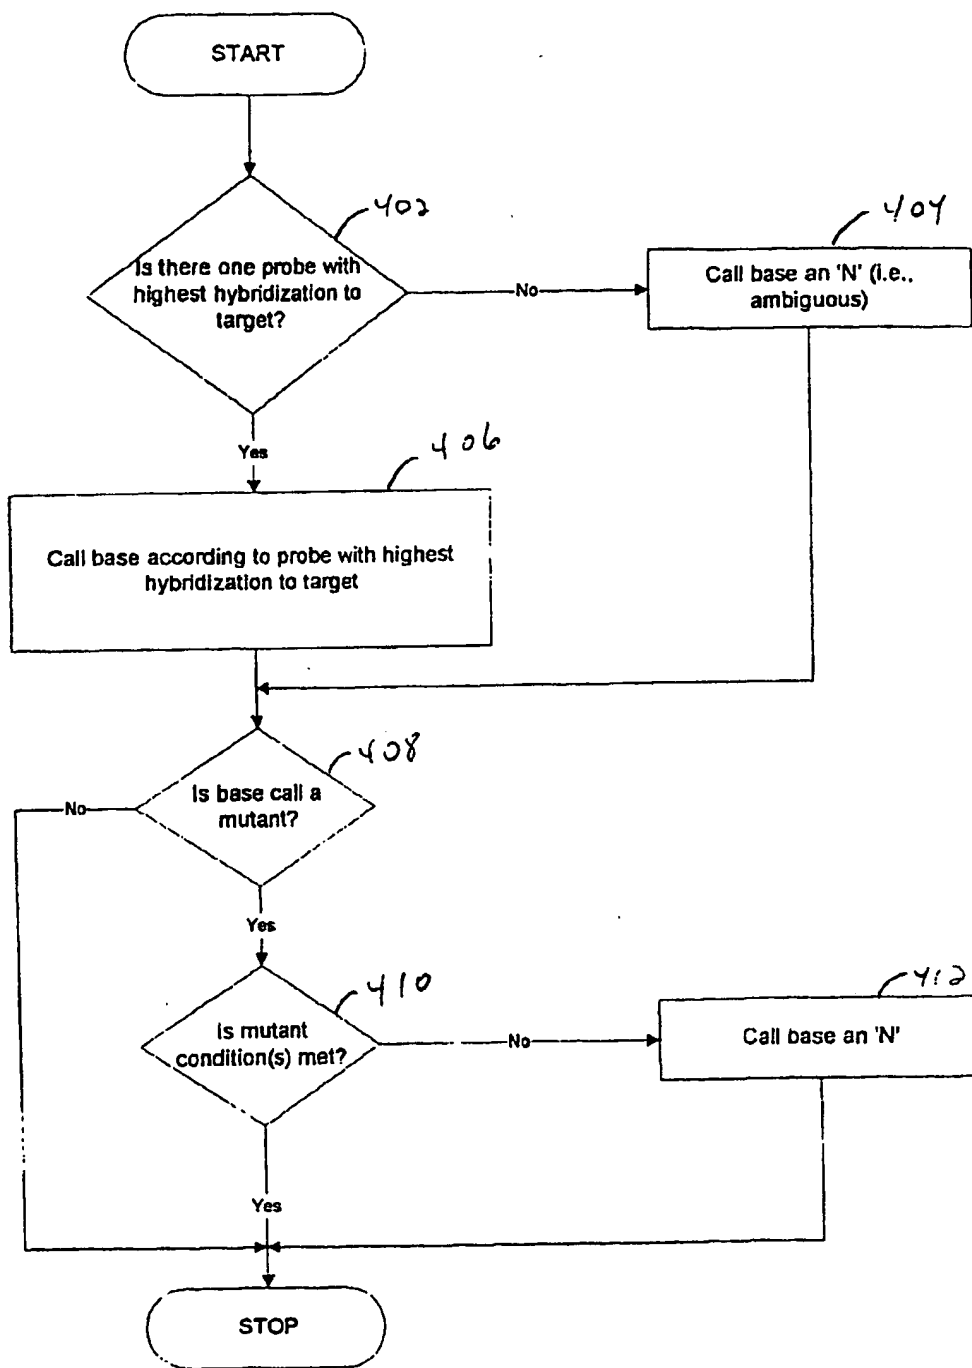 START
402
Is there one probe with
highest hybridization to
target?
No
404
Call base an 'N' (i.e.,
ambiguous)
Yes
406
Call base according to probe with highest
hybridization to target
408
Is base call a
mutant?
No
Yes
410
Is mutant
condition(s) met?
No
412
Call base an 'N'
Yes
STOP